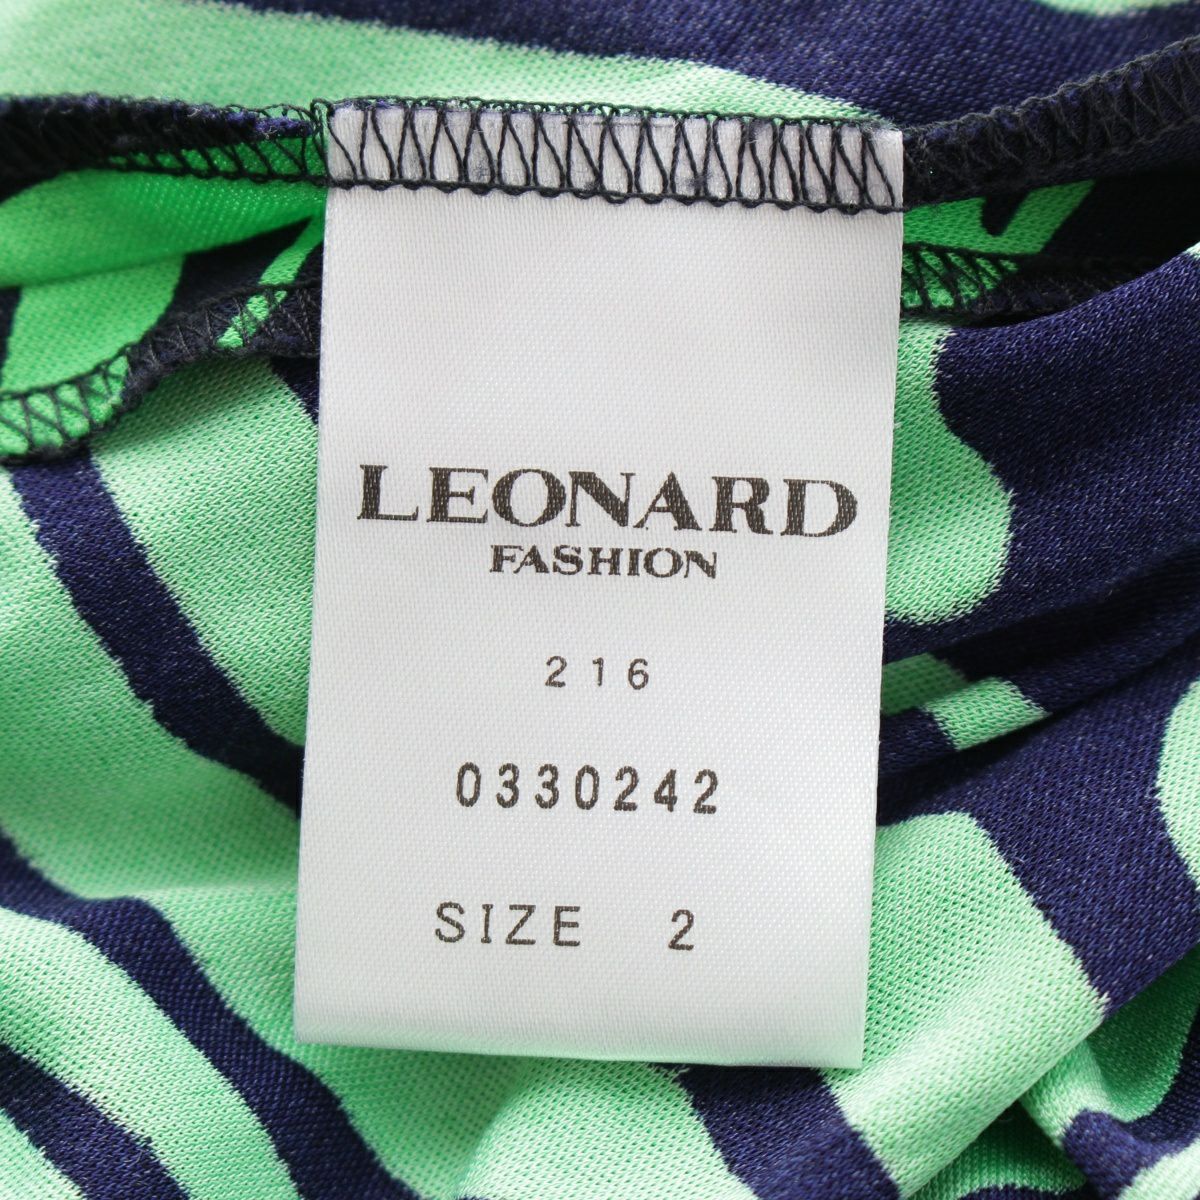 LEONARD
FASHION
216
0330242
SIZE 2